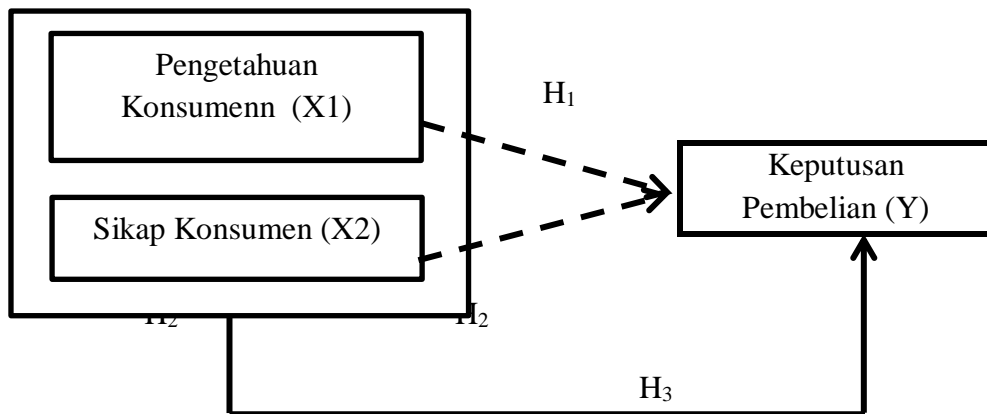 Pengetahuan
Konsumenn (X1)
H₁
Keputusan
Pembelian (Y)
Sikap Konsumen (X2)
H₂
H₂
H₃